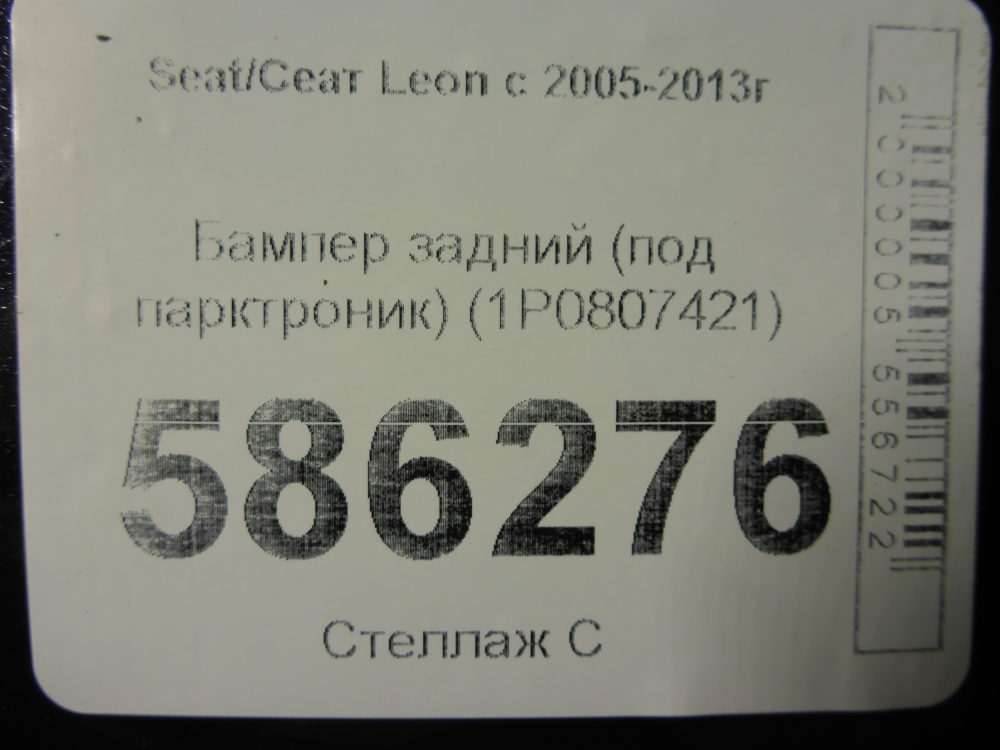 Seat/Сеат Leon с 2005-2013г
Бампер задний (под
парктроник) (1P0807421)
586276
Стеллаж С
2000005556722